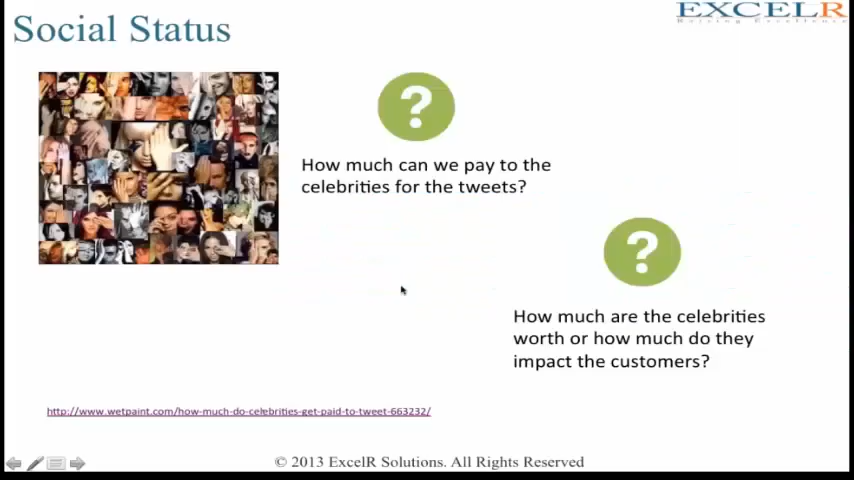 Social Status
EXCELR
Raising Excellence
?
How much can we pay to the
celebrities for the tweets?
?
How much are the celebrities
worth or how much do they
impact the customers?
http://www.wetpaint.com/how-much-do-celebrities-get-paid-to-tweet-663232/
© 2013 ExcelR Solutions. All Rights Reserved